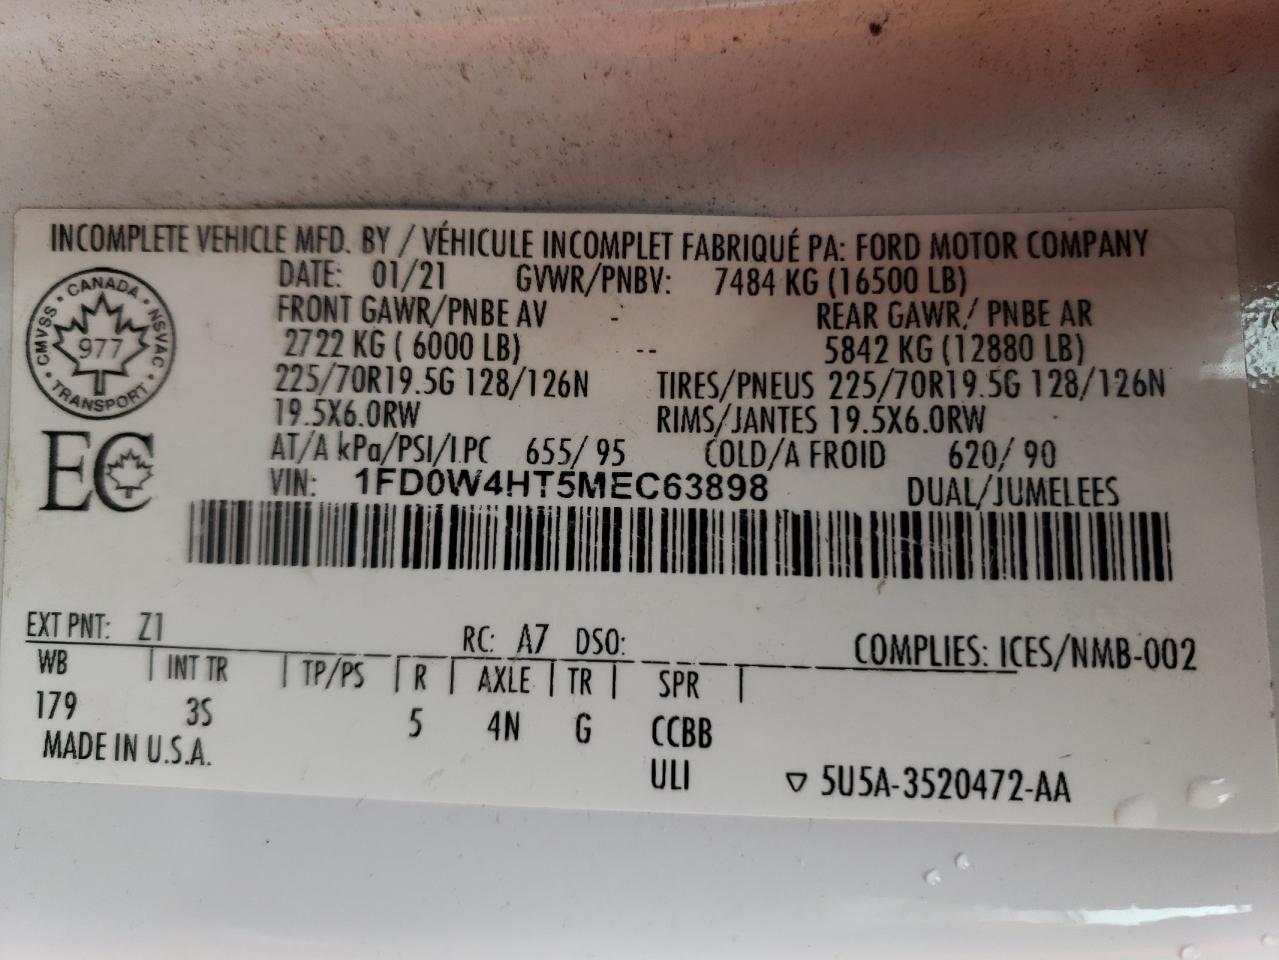 INCOMPLETE VEHICLE MFD. BY / VÉHICULE INCOMPLET FABRIQUÉ PA: FORD MOTOR COMPANY
DATE: 01/21 GVWR/PNBV: 7484 KG (16500 LB)
FRONT GAWR/PNBE AV - REAR GAWR/ PNBE AR
2722 KG ( 6000 LB) -- 5842 KG (12880 LB)
225/70R19.5G 128/126N TIRES/PNEUS 225/70R19.5G 128/126N
19.5X6.0RW RIMS/JANTES 19.5X6.0RW
AT/A kPa/PSI/LPC 655/ 95 COLD/A FROID 620/ 90
VIN: 1FD0W4HT5MEC63898 DUAL/JUMELEES
CANADA
CMVSS · NSVAC
977
TRANSPORT
EC
EXT PNT: Z1 RC: A7 DSO: COMPLIES: ICES/NMB-002
WB | INT TR | TP/PS | R | AXLE | TR | SPR |
179 3S 5 4N G CCBB
MADE IN U.S.A. ULI ▽ 5U5A-3520472-AA